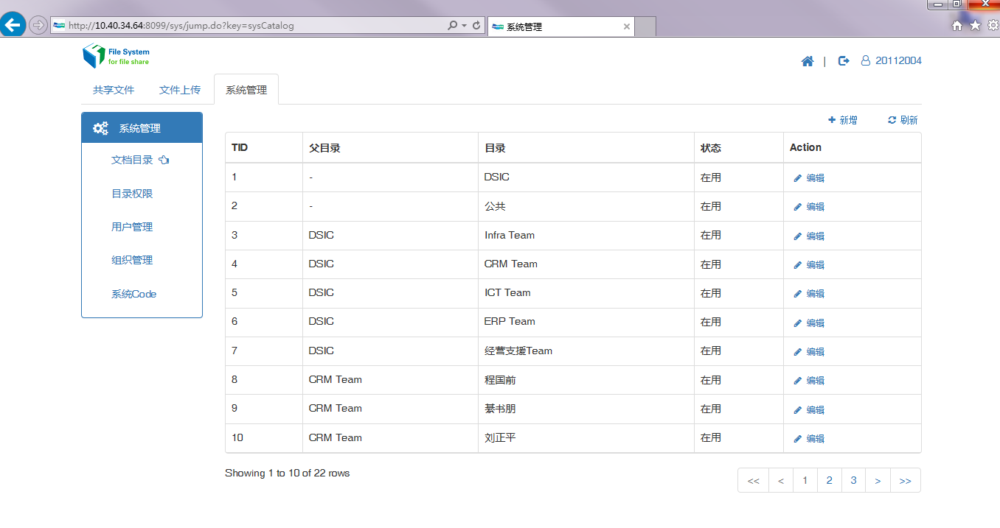 http://10.40.34.64:8099/sys/jump.do?key=sysCatalog
系统管理
File System
for file share
| 20112004
共享文件 文件上传 系统管理
系统管理
文档目录
目录权限
用户管理
组织管理
系统Code
新增 刷新
TID 父目录 目录 状态 Action
1 - DSIC 在用 编辑
2 - 公共 在用 编辑
3 DSIC Infra Team 在用 编辑
4 DSIC CRM Team 在用 编辑
5 DSIC ICT Team 在用 编辑
6 DSIC ERP Team 在用 编辑
7 DSIC 经营支援Team 在用 编辑
8 CRM Team 程国前 在用 编辑
9 CRM Team 綦书朋 在用 编辑
10 CRM Team 刘正平 在用 编辑
Showing 1 to 10 of 22 rows
<< < 1 2 3 > >>